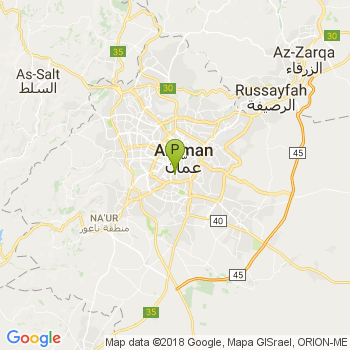 35
30
Az-Zarqa
الزرقاء
As-Salt
السلط
30
Russayfah
الرصيفة
P
Amman
عمان
45
NA'UR
منطقة ناعور
40
45
35
Google
Map data ©2018 Google, Mapa GISrael, ORION-ME